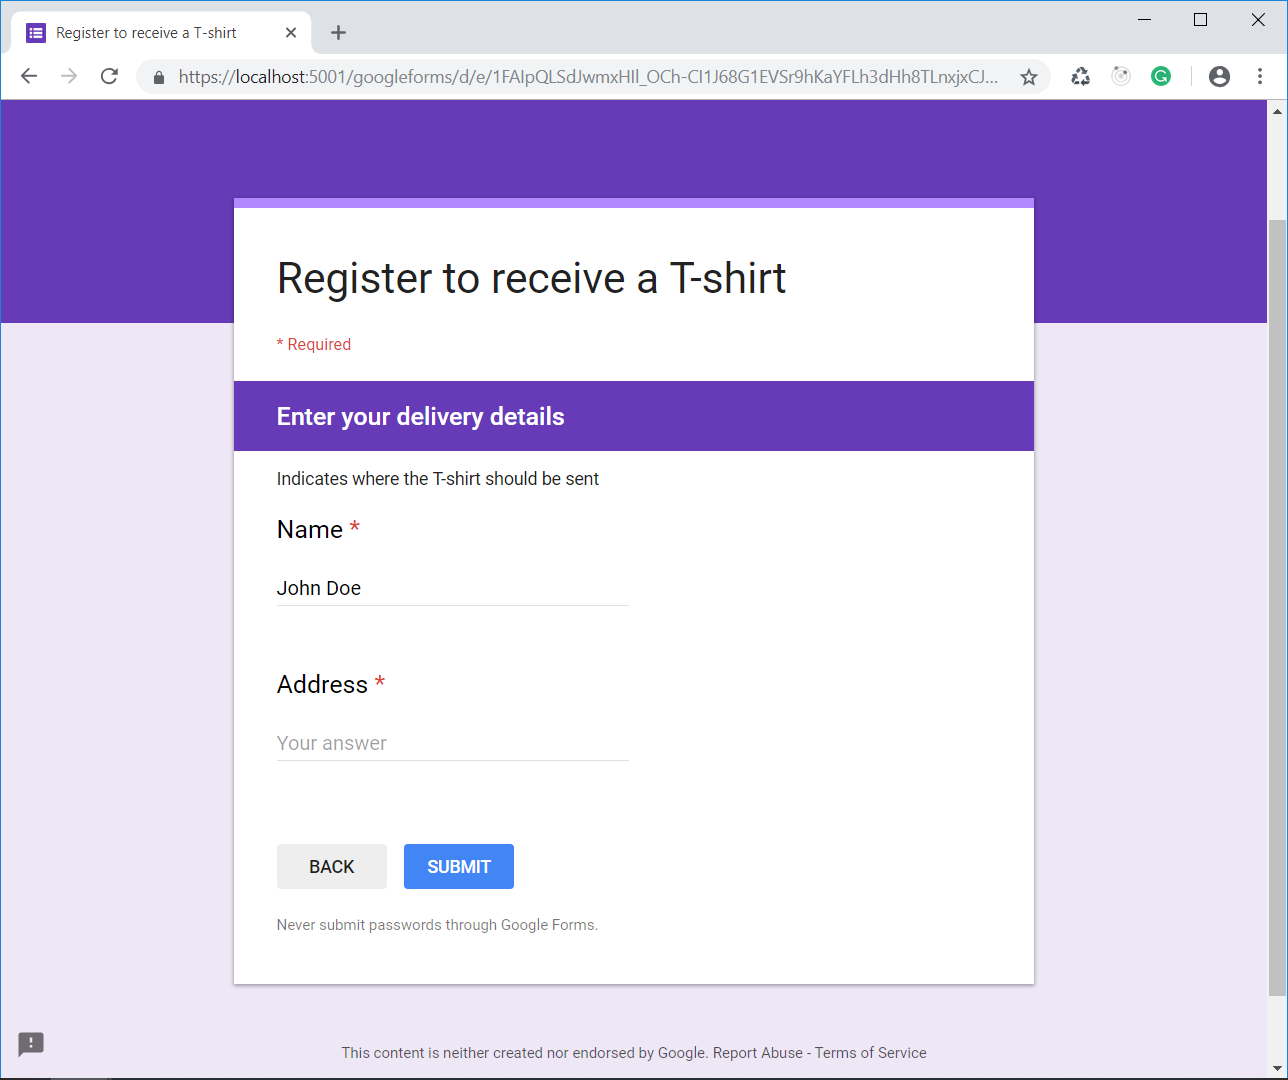 Register to receive a T-shirt
https://localhost:5001/googleforms/d/e/1FAIpQLSdJwmxHIl_OCh-CI1J68G1EVSr9hKaYFLh3dHh8TLnxjxCJ...
Register to receive a T-shirt
* Required
Enter your delivery details
Indicates where the T-shirt should be sent
Name *
John Doe
Address *
Your answer
BACK SUBMIT
Never submit passwords through Google Forms.
This content is neither created nor endorsed by Google. Report Abuse - Terms of Service